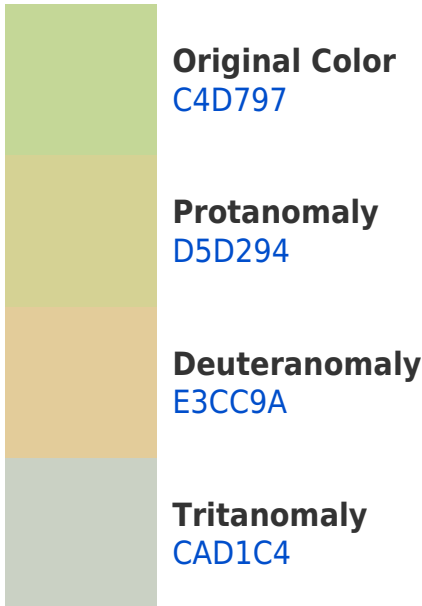 Original Color
C4D797
Protanomaly
D5D294
Deuteranomaly
E3CC9A
Tritanomaly
CAD1C4